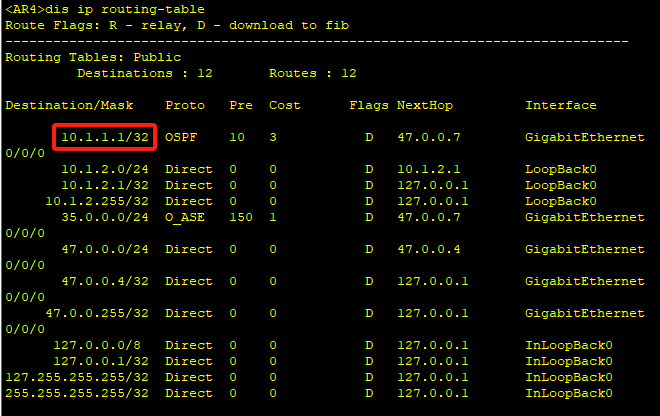 <AR4>dis ip routing-table
Route Flags: R - relay, D - download to fib
------------------------------------------------------------------------------
Routing Tables: Public
         Destinations : 12       Routes : 12

Destination/Mask    Proto   Pre  Cost      Flags NextHop         Interface

       10.1.1.1/32  OSPF    10   3           D   47.0.0.7        GigabitEthernet
0/0/0
       10.1.2.0/24  Direct  0    0           D   10.1.2.1        LoopBack0
       10.1.2.1/32  Direct  0    0           D   127.0.0.1       LoopBack0
     10.1.2.255/32  Direct  0    0           D   127.0.0.1       LoopBack0
       35.0.0.0/24  O_ASE   150  1           D   47.0.0.7        GigabitEthernet
0/0/0
       47.0.0.0/24  Direct  0    0           D   47.0.0.4        GigabitEthernet
0/0/0
       47.0.0.4/32  Direct  0    0           D   127.0.0.1       GigabitEthernet
0/0/0
     47.0.0.255/32  Direct  0    0           D   127.0.0.1       GigabitEthernet
0/0/0
      127.0.0.0/8   Direct  0    0           D   127.0.0.1       InLoopBack0
      127.0.0.1/32  Direct  0    0           D   127.0.0.1       InLoopBack0
127.255.255.255/32  Direct  0    0           D   127.0.0.1       InLoopBack0
255.255.255.255/32  Direct  0    0           D   127.0.0.1       InLoopBack0